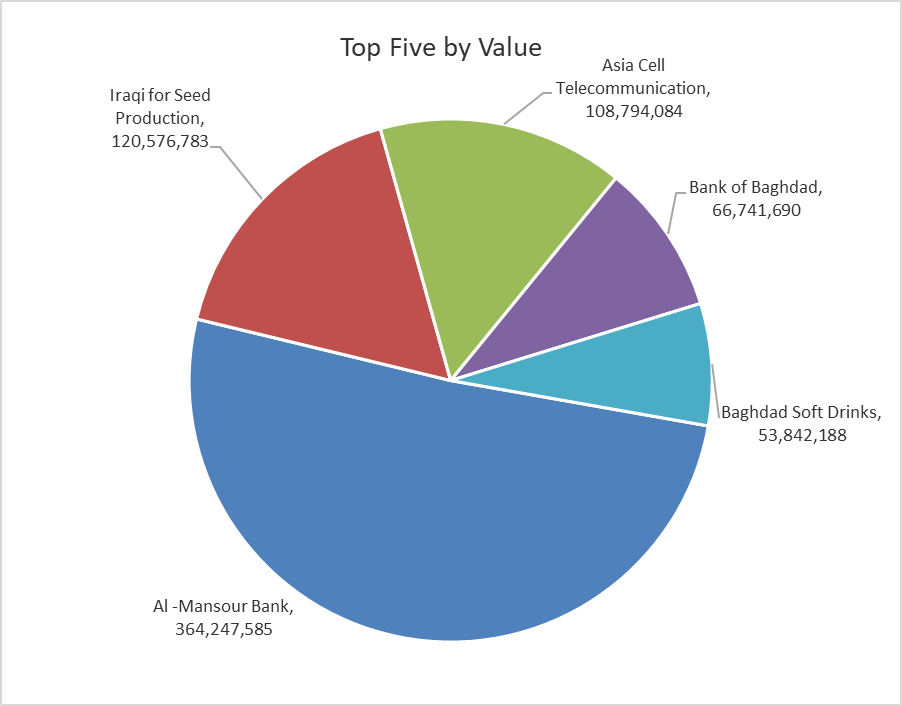 Top Five by Value
Asia Cell
Telecommunication,
108,794,084
Iraqi for Seed
Production,
120,576,783
Bank of Baghdad,
66,741,690
Baghdad Soft Drinks,
53,842,188
Al -Mansour Bank,
364,247,585